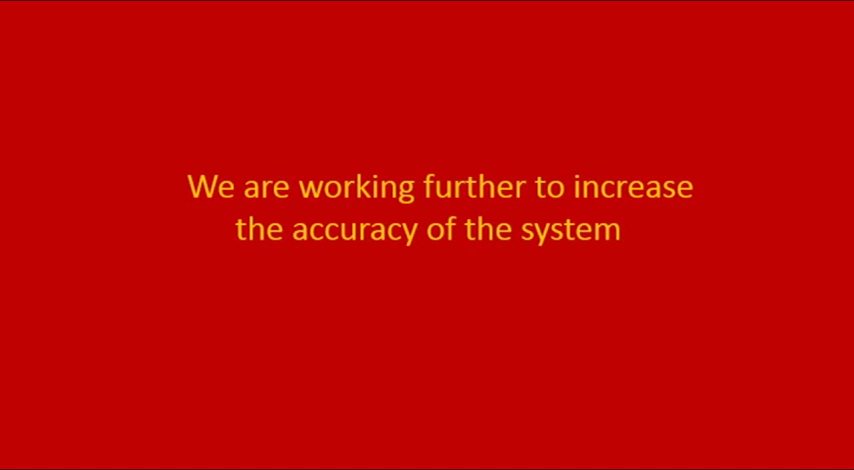 We are working further to increase
the accuracy of the system